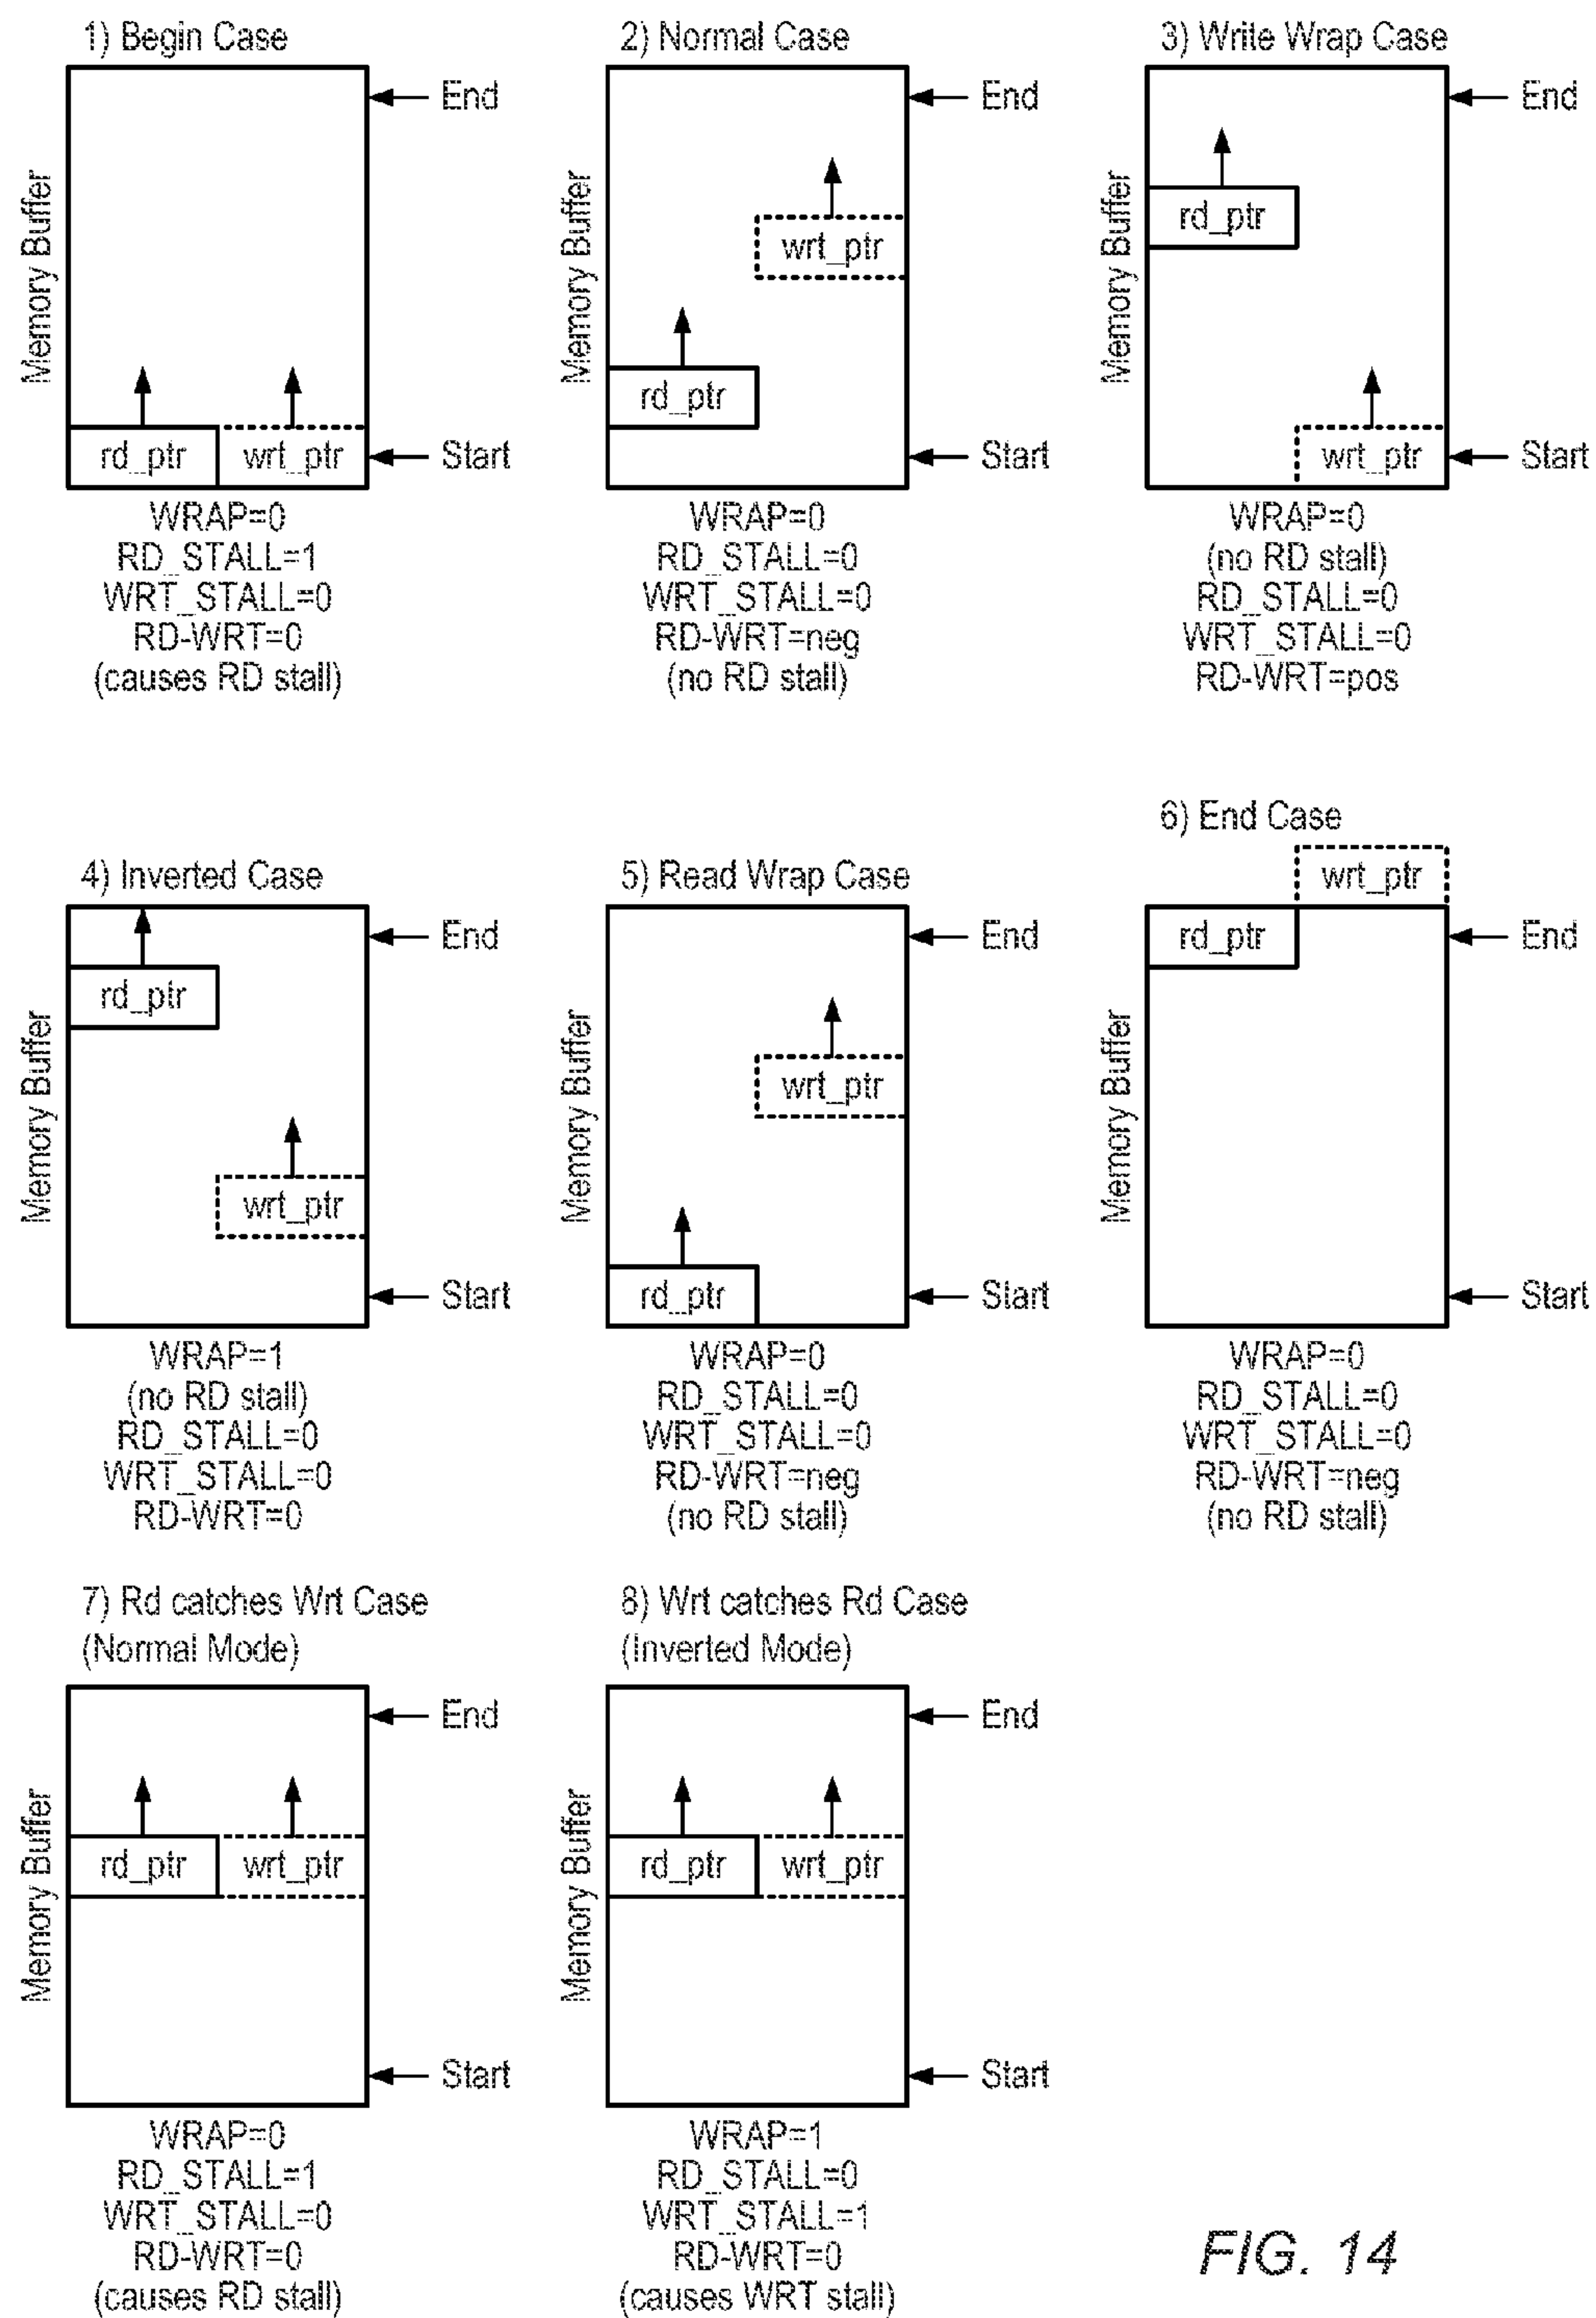 1) Begin Case
End
Memory Buffer
rd_ptr
wrt_ptr
Start
WRAP=0
RD_STALL=1
WRT_STALL=0
RD-WRT=0
(causes RD stall)
2) Normal Case
End
Memory Buffer
wrt_ptr
rd_ptr
Start
WRAP=0
RD_STALL=0
WRT_STALL=0
RD-WRT=neg
(no RD stall)
3) Write Wrap Case
End
Memory Buffer
rd_ptr
wrt_ptr
Start
WRAP=0
(no RD stall)
RD_STALL=0
WRT_STALL=0
RD-WRT=pos
4) Inverted Case
End
Memory Buffer
rd_ptr
wrt_ptr
Start
WRAP=1
(no RD stall)
RD_STALL=0
WRT_STALL=0
RD-WRT=0
5) Read Wrap Case
End
Memory Buffer
wrt_ptr
rd_ptr
Start
WRAP=0
RD_STALL=0
WRT_STALL=0
RD-WRT=neg
(no RD stall)
6) End Case
wrt_ptr
rd_ptr
End
Memory Buffer
Start
WRAP=0
RD_STALL=0
WRT_STALL=0
RD-WRT=neg
(no RD stall)
7) Rd catches Wrt Case
(Normal Mode)
End
Memory Buffer
rd_ptr
wrt_ptr
Start
WRAP=0
RD_STALL=1
WRT_STALL=0
RD-WRT=0
(causes RD stall)
8) Wrt catches Rd Case
(Inverted Mode)
End
Memory Buffer
rd_ptr
wrt_ptr
Start
WRAP=1
RD_STALL=0
WRT_STALL=1
RD-WRT=0
(causes WRT stall)
FIG. 14